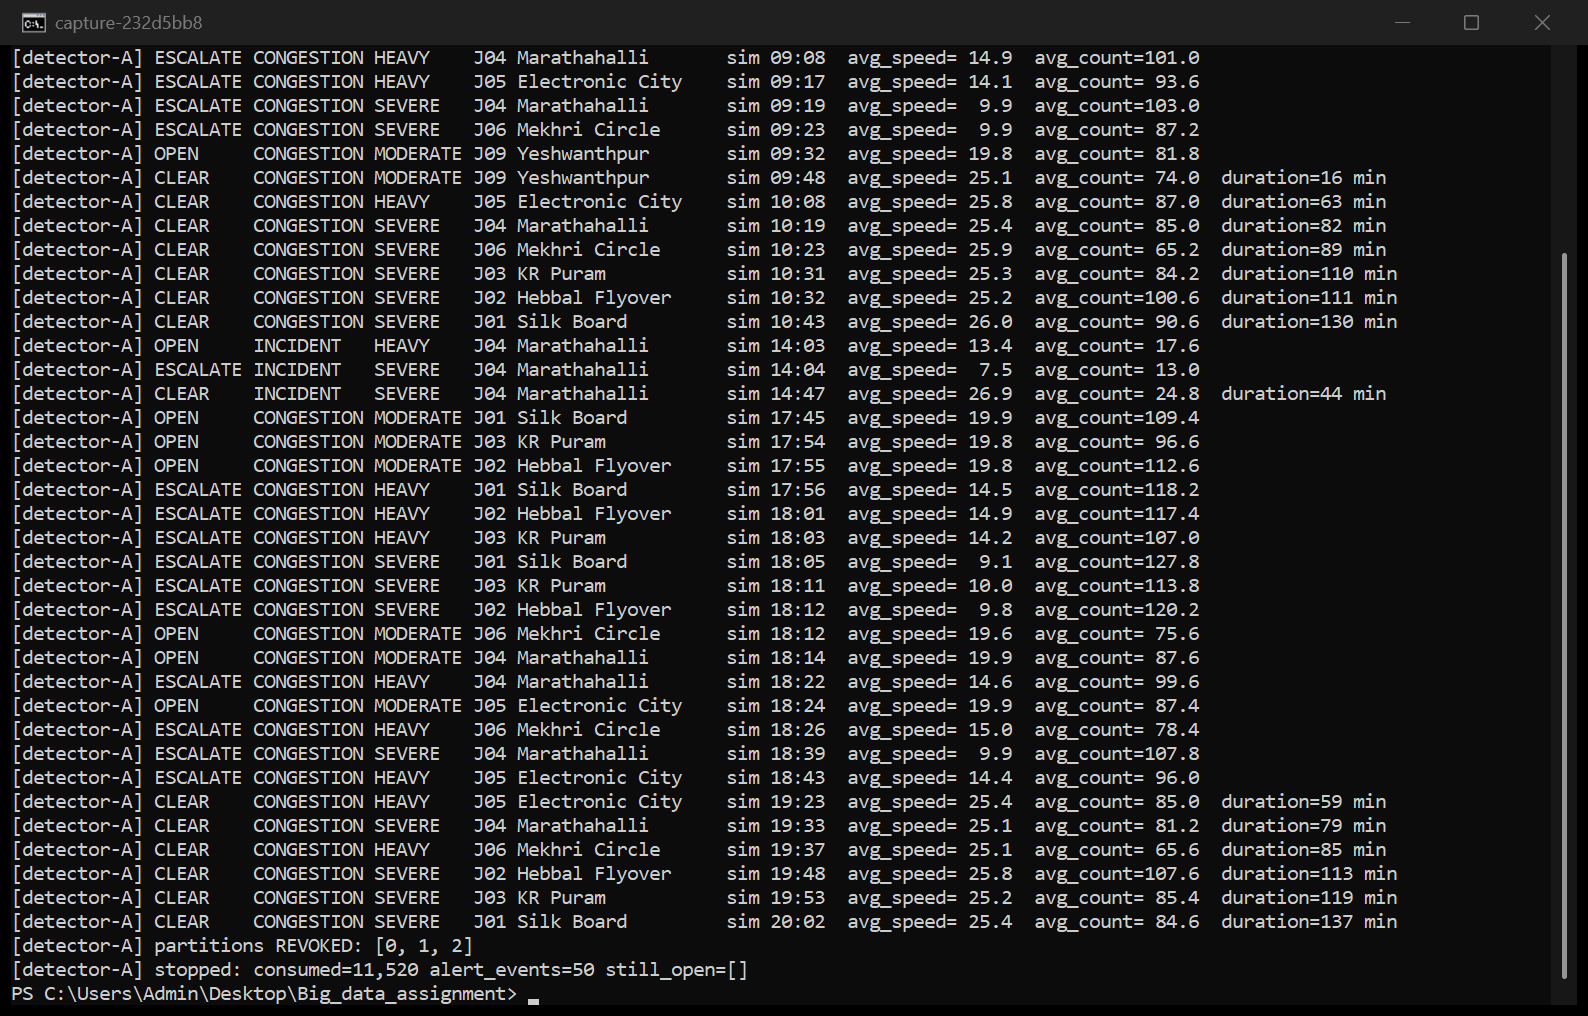 capture-232d5bb8
[detector-A] ESCALATE CONGESTION HEAVY    J04 Marathahalli       sim 09:08  avg_speed= 14.9  avg_count=101.0
[detector-A] ESCALATE CONGESTION HEAVY    J05 Electronic City    sim 09:17  avg_speed= 14.1  avg_count= 93.6
[detector-A] ESCALATE CONGESTION SEVERE   J04 Marathahalli       sim 09:19  avg_speed=  9.9  avg_count=103.0
[detector-A] ESCALATE CONGESTION SEVERE   J06 Mekhri Circle      sim 09:23  avg_speed=  9.9  avg_count= 87.2
[detector-A] OPEN     CONGESTION MODERATE J09 Yeshwanthpur       sim 09:32  avg_speed= 19.8  avg_count= 81.8
[detector-A] CLEAR    CONGESTION MODERATE J09 Yeshwanthpur       sim 09:48  avg_speed= 25.1  avg_count= 74.0  duration=16 min
[detector-A] CLEAR    CONGESTION HEAVY    J05 Electronic City    sim 10:08  avg_speed= 25.8  avg_count= 87.0  duration=63 min
[detector-A] CLEAR    CONGESTION SEVERE   J04 Marathahalli       sim 10:19  avg_speed= 25.4  avg_count= 85.0  duration=82 min
[detector-A] CLEAR    CONGESTION SEVERE   J06 Mekhri Circle      sim 10:23  avg_speed= 25.9  avg_count= 65.2  duration=89 min
[detector-A] CLEAR    CONGESTION SEVERE   J03 KR Puram           sim 10:31  avg_speed= 25.3  avg_count= 84.2  duration=110 min
[detector-A] CLEAR    CONGESTION SEVERE   J02 Hebbal Flyover     sim 10:32  avg_speed= 25.2  avg_count=100.6  duration=111 min
[detector-A] CLEAR    CONGESTION SEVERE   J01 Silk Board         sim 10:43  avg_speed= 26.0  avg_count= 90.6  duration=130 min
[detector-A] OPEN     INCIDENT   HEAVY    J04 Marathahalli       sim 14:03  avg_speed= 13.4  avg_count= 17.6
[detector-A] ESCALATE INCIDENT   SEVERE   J04 Marathahalli       sim 14:04  avg_speed=  7.5  avg_count= 13.0
[detector-A] CLEAR    INCIDENT   SEVERE   J04 Marathahalli       sim 14:47  avg_speed= 26.9  avg_count= 24.8  duration=44 min
[detector-A] OPEN     CONGESTION MODERATE J01 Silk Board         sim 17:45  avg_speed= 19.9  avg_count=109.4
[detector-A] OPEN     CONGESTION MODERATE J03 KR Puram           sim 17:54  avg_speed= 19.8  avg_count= 96.6
[detector-A] OPEN     CONGESTION MODERATE J02 Hebbal Flyover     sim 17:55  avg_speed= 19.8  avg_count=112.6
[detector-A] ESCALATE CONGESTION HEAVY    J01 Silk Board         sim 17:56  avg_speed= 14.5  avg_count=118.2
[detector-A] ESCALATE CONGESTION HEAVY    J02 Hebbal Flyover     sim 18:01  avg_speed= 14.9  avg_count=117.4
[detector-A] ESCALATE CONGESTION HEAVY    J03 KR Puram           sim 18:03  avg_speed= 14.2  avg_count=107.0
[detector-A] ESCALATE CONGESTION SEVERE   J01 Silk Board         sim 18:05  avg_speed=  9.1  avg_count=127.8
[detector-A] ESCALATE CONGESTION SEVERE   J03 KR Puram           sim 18:11  avg_speed= 10.0  avg_count=113.8
[detector-A] ESCALATE CONGESTION SEVERE   J02 Hebbal Flyover     sim 18:12  avg_speed=  9.8  avg_count=120.2
[detector-A] OPEN     CONGESTION MODERATE J06 Mekhri Circle      sim 18:12  avg_speed= 19.6  avg_count= 75.6
[detector-A] OPEN     CONGESTION MODERATE J04 Marathahalli       sim 18:14  avg_speed= 19.9  avg_count= 87.6
[detector-A] ESCALATE CONGESTION HEAVY    J04 Marathahalli       sim 18:22  avg_speed= 14.6  avg_count= 99.6
[detector-A] OPEN     CONGESTION MODERATE J05 Electronic City    sim 18:24  avg_speed= 19.9  avg_count= 87.4
[detector-A] ESCALATE CONGESTION HEAVY    J06 Mekhri Circle      sim 18:26  avg_speed= 15.0  avg_count= 78.4
[detector-A] ESCALATE CONGESTION SEVERE   J04 Marathahalli       sim 18:39  avg_speed=  9.9  avg_count=107.8
[detector-A] ESCALATE CONGESTION HEAVY    J05 Electronic City    sim 18:43  avg_speed= 14.4  avg_count= 96.0
[detector-A] CLEAR    CONGESTION HEAVY    J05 Electronic City    sim 19:23  avg_speed= 25.4  avg_count= 85.0  duration=59 min
[detector-A] CLEAR    CONGESTION SEVERE   J04 Marathahalli       sim 19:33  avg_speed= 25.1  avg_count= 81.2  duration=79 min
[detector-A] CLEAR    CONGESTION HEAVY    J06 Mekhri Circle      sim 19:37  avg_speed= 25.1  avg_count= 65.6  duration=85 min
[detector-A] CLEAR    CONGESTION SEVERE   J02 Hebbal Flyover     sim 19:48  avg_speed= 25.8  avg_count=107.6  duration=113 min
[detector-A] CLEAR    CONGESTION SEVERE   J03 KR Puram           sim 19:53  avg_speed= 25.2  avg_count= 85.4  duration=119 min
[detector-A] CLEAR    CONGESTION SEVERE   J01 Silk Board         sim 20:02  avg_speed= 25.4  avg_count= 84.6  duration=137 min
[detector-A] partitions REVOKED: [0, 1, 2]
[detector-A] stopped: consumed=11,520 alert_events=50 still_open=[]
PS C:\Users\Admin\Desktop\Big_data_assignment>